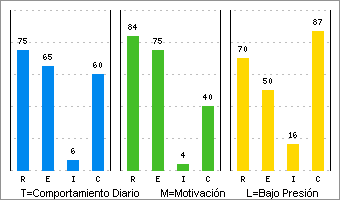 75 65 6 60
84 75 4 40
70 50 16 87
R E I C R E I C R E I C
T=Comportamiento Diario M=Motivación L=Bajo Presión